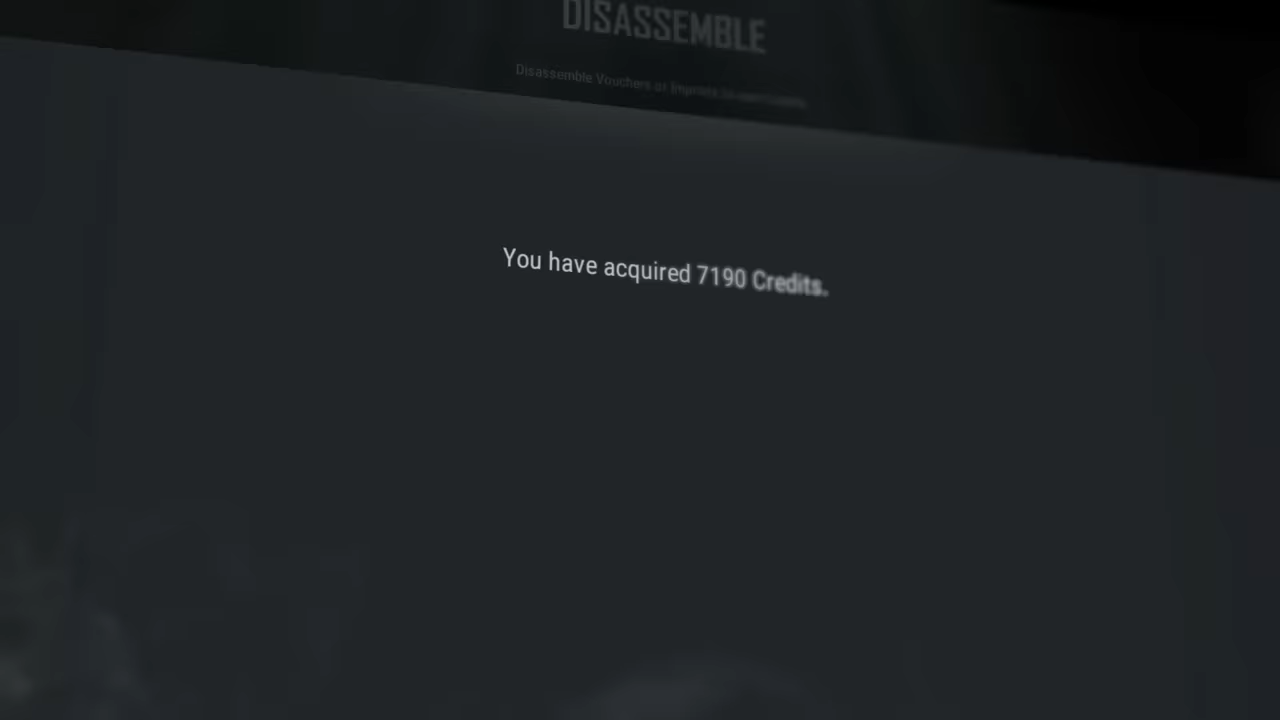 DISASSEMBLE
Disassemble Vouchers or Imprints
You have acquired 7190 Credits.